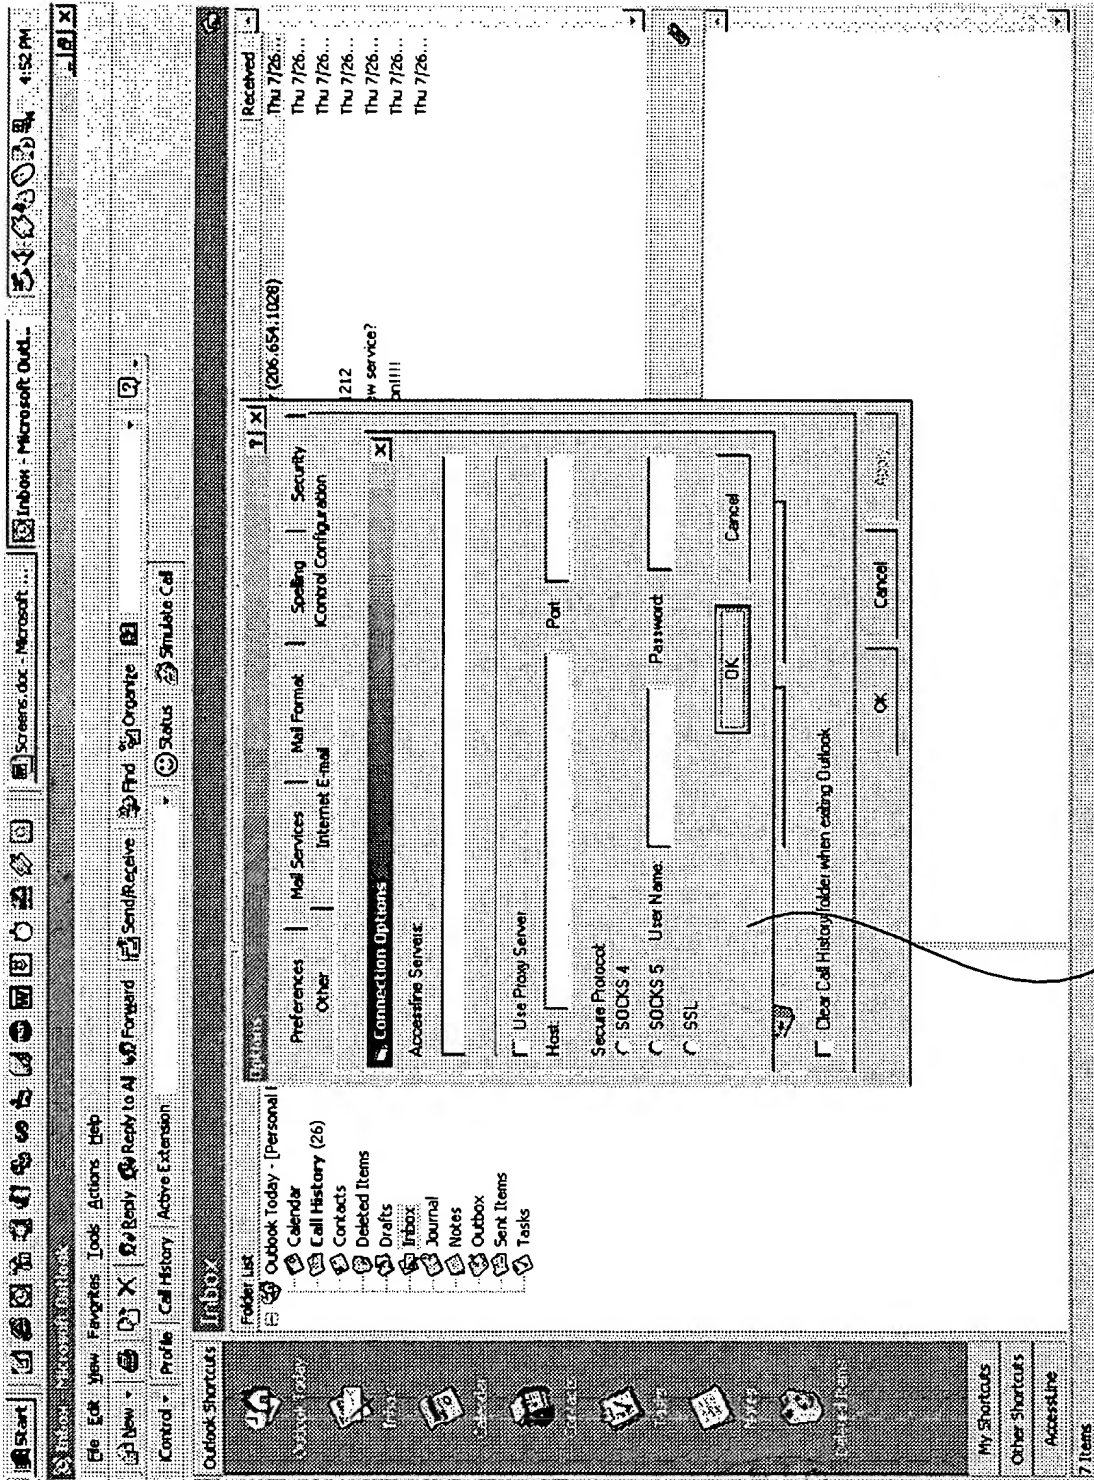 Start
Screens.doc - Microsoft ...
Inbox - Microsoft Outl...
4:52 PM
Inbox - Microsoft Outlook
File Edit View Favorites Tools Actions Help
New Reply Reply to All Forward Send/Receive Find Organize
iControl Profile Call History Active Extension Status Simulate Call
Outlook Shortcuts
Inbox
Folder List
Received
Outlook Today - [Personal F
Calendar
Call History (26)
Contacts
Deleted Items
Drafts
Inbox
Journal
Notes
Outbox
Sent Items
Tasks
(206.654.1028)
1212
ew service?
on!!!!
Thu 7/26...
Thu 7/26...
Thu 7/26...
Thu 7/26...
Thu 7/26...
Thu 7/26...
Thu 7/26...
Options
Preferences Mail Services Mail Format Spelling Security
Other Internet E-mail iControl Configuration
Connection Options
Accessline Servers:
Use Proxy Server
Host: Port:
Secure Protocol:
SOCKS 4
SOCKS 5 User Name: Password:
SSL
OK Cancel
Clear Call History folder when exiting Outlook
OK Cancel Apply
Outlook Today
Inbox
Calendar
Contacts
Notes
Deleted Items
My Shortcuts
Other Shortcuts
Accessline
7 Items